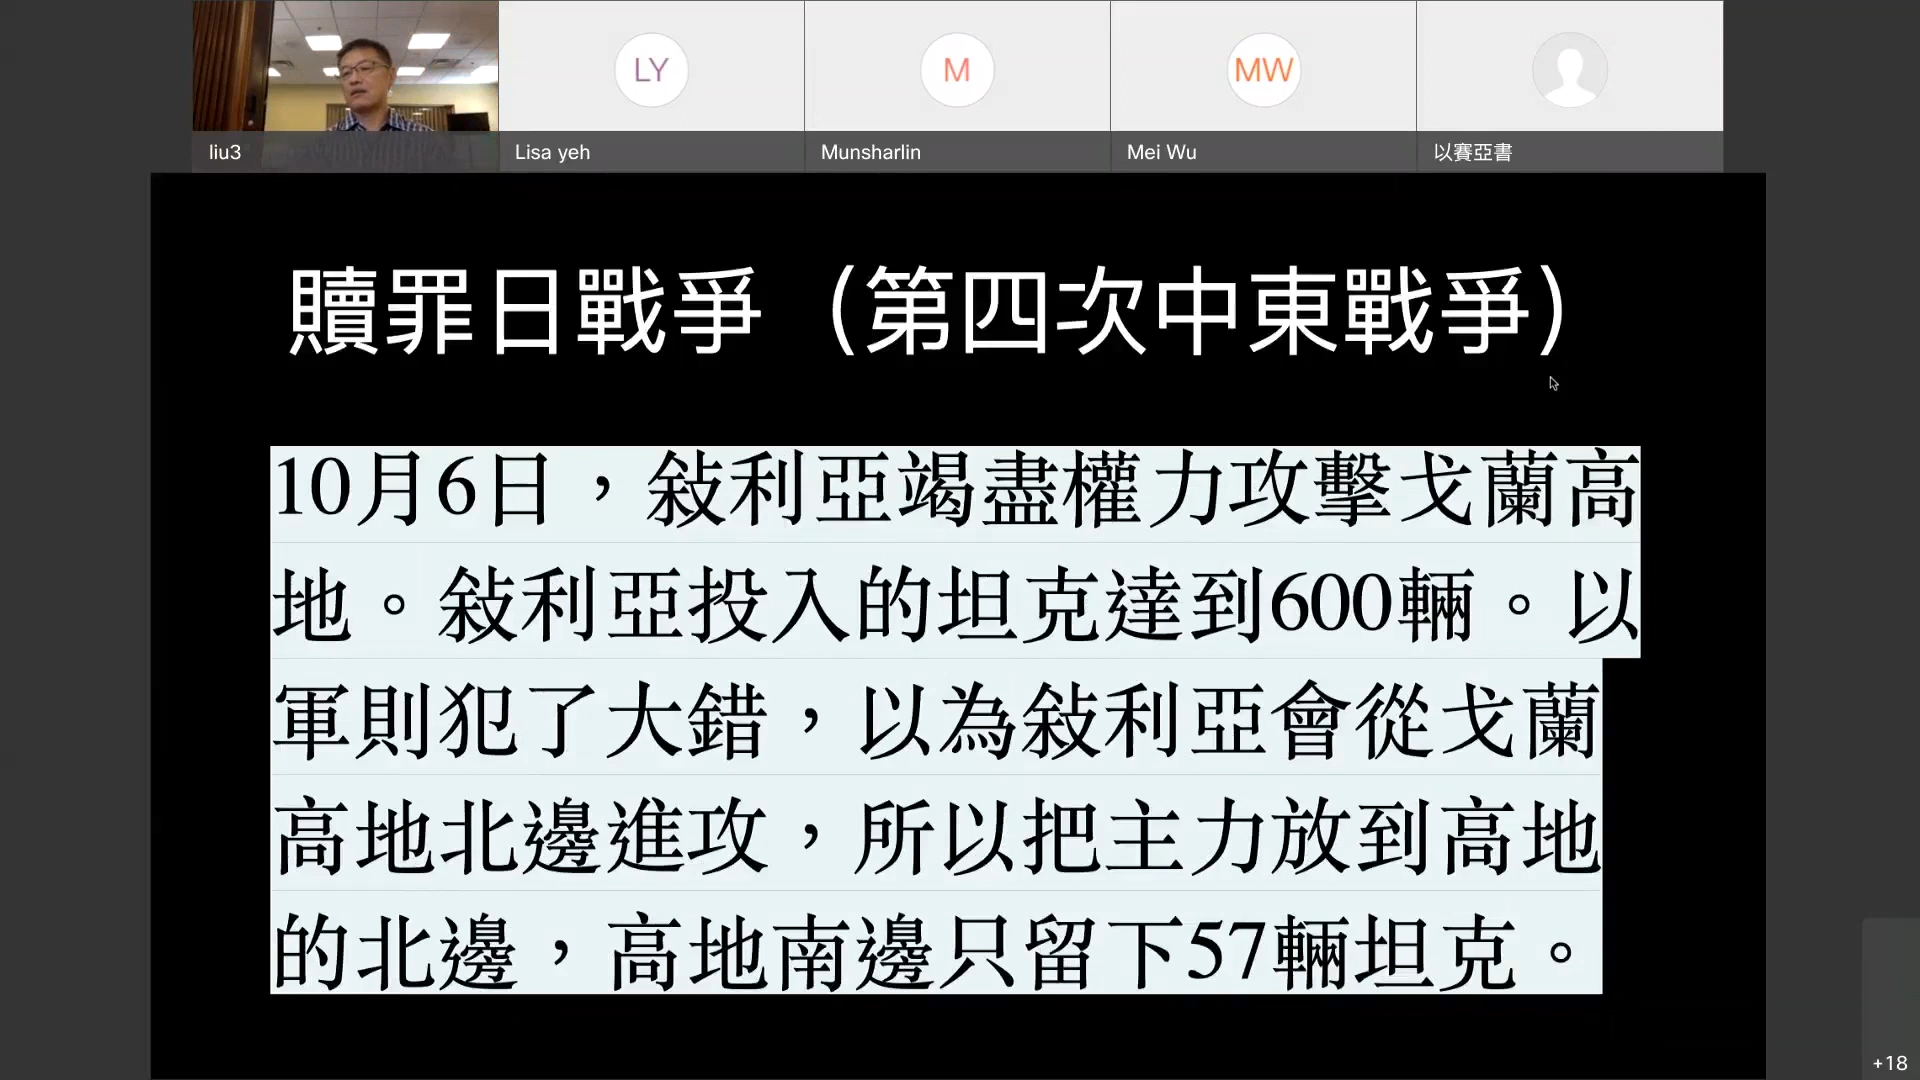 LY
M
MW
liu3
Lisa yeh
Munsharlin
Mei Wu
以賽亞書
贖罪日戰爭（第四次中東戰爭）
10月6日，敍利亞竭盡權力攻擊戈蘭高
地。敍利亞投入的坦克達到600輛。以
軍則犯了大錯，以為敍利亞會從戈蘭
高地北邊進攻，所以把主力放到高地
的北邊，高地南邊只留下57輛坦克。
+18